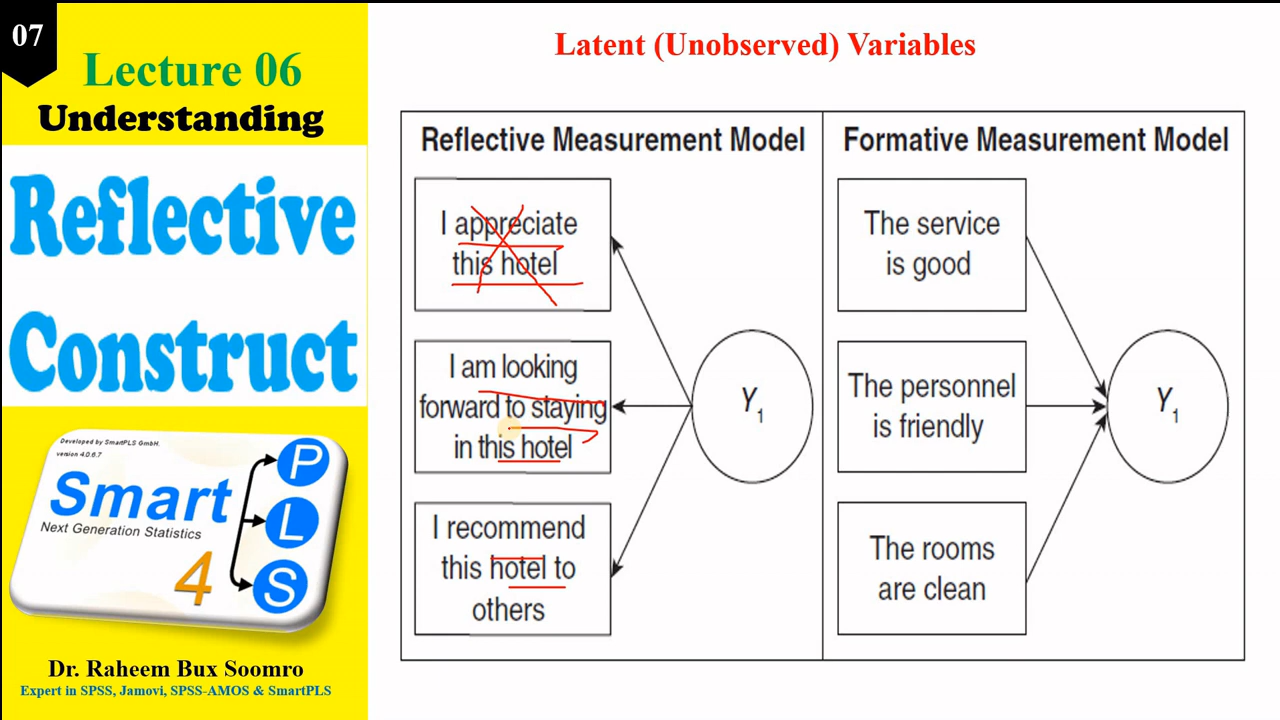 07
Lecture 06
Understanding
Reflective
Construct
Developed by SmartPLS GmbH.
version 4.0.6.7
Smart
Next Generation Statistics
4
P
L
S
Dr. Raheem Bux Soomro
Expert in SPSS, Jamovi, SPSS-AMOS & SmartPLS
Latent (Unobserved) Variables
Reflective Measurement Model
I appreciate
this hotel
I am looking
forward to staying
in this hotel
I recommend
this hotel to
others
Y1
Formative Measurement Model
The service
is good
The personnel
is friendly
The rooms
are clean
Y1